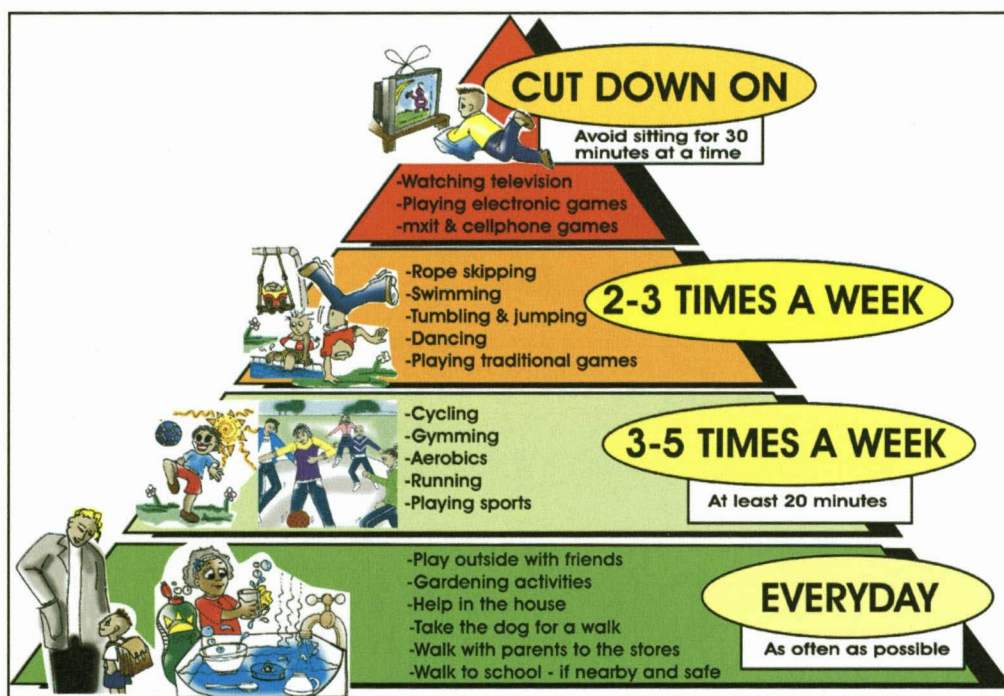 CUT DOWN ON
Avoid sitting for 30
minutes at a time
-Watching television
-Playing electronic games
-mxit & cellphone games
-Rope skipping
-Swimming
-Tumbling & jumping
-Dancing
-Playing traditional games
2-3 TIMES A WEEK
-Cycling
-Gymming
-Aerobics
-Running
-Playing sports
3-5 TIMES A WEEK
At least 20 minutes
-Play outside with friends
-Gardening activities
-Help in the house
-Take the dog for a walk
-Walk with parents to the stores
-Walk to school - if nearby and safe
EVERYDAY
As often as possible